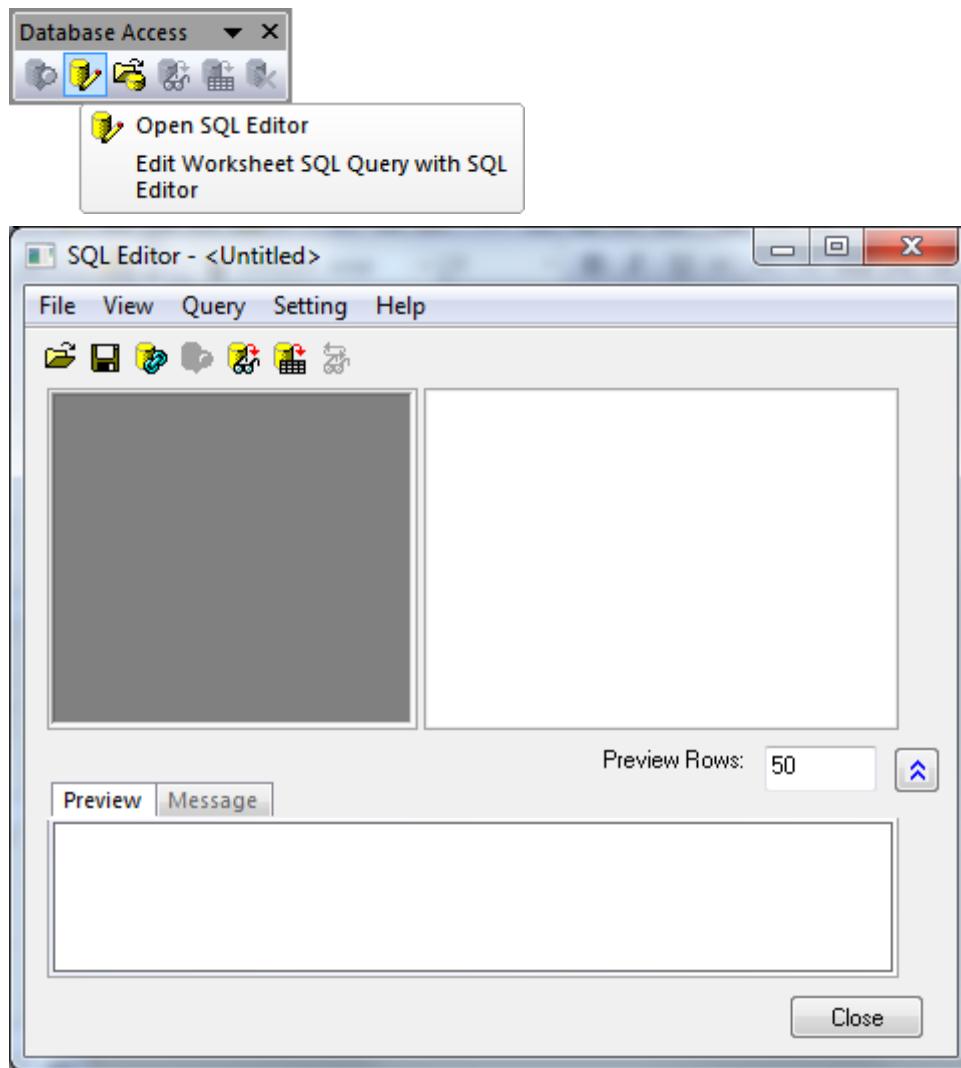 Database Access
Open SQL Editor
Edit Worksheet SQL Query with SQL
Editor
SQL Editor - <Untitled>
File View Query Setting Help
Preview Rows: 50
Preview Message
Close